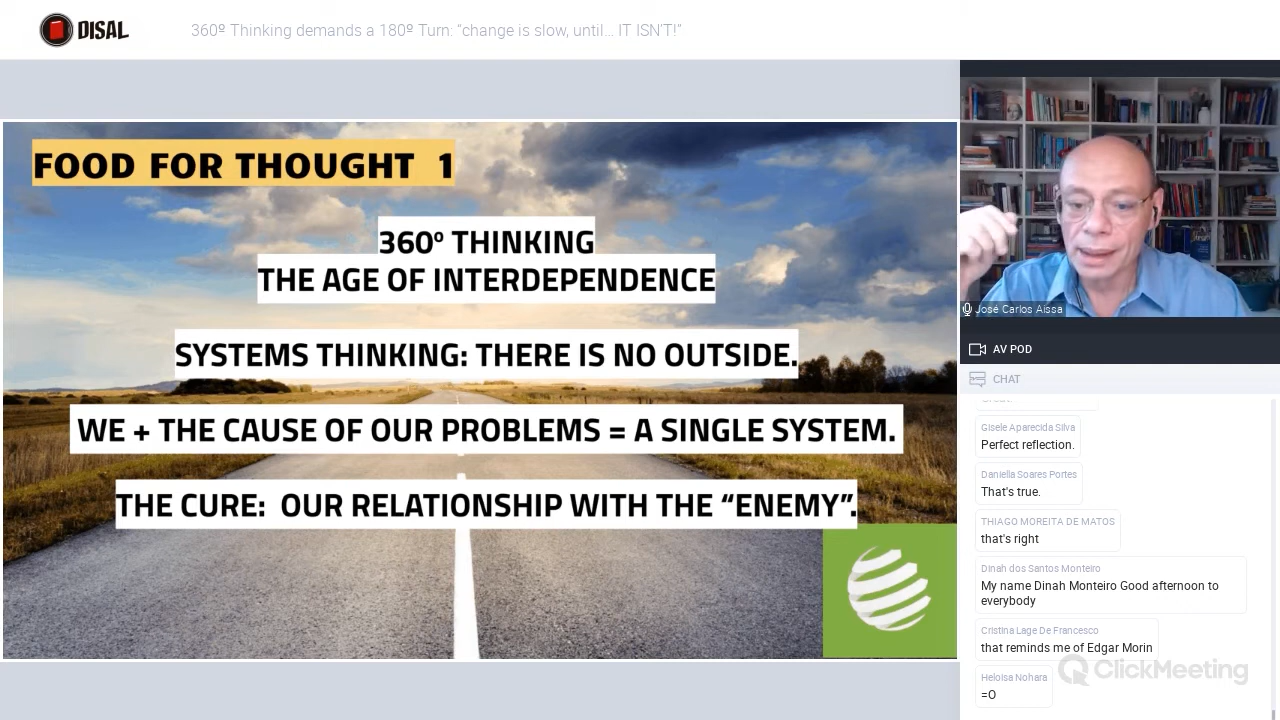 DISAL
360º Thinking demands a 180º Turn: “change is slow, until... IT ISN'T!”
FOOD FOR THOUGHT 1
360º THINKING
THE AGE OF INTERDEPENDENCE
SYSTEMS THINKING: THERE IS NO OUTSIDE.
WE + THE CAUSE OF OUR PROBLEMS = A SINGLE SYSTEM.
THE CURE: OUR RELATIONSHIP WITH THE “ENEMY”.
José Carlos Aissa
AV POD
CHAT
Gisele Aparecida Silva
Perfect reflection.
Daniella Soares Portes
That's true.
THIAGO MOREITA DE MATOS
that's right
Dinah dos Santos Monteiro
My name Dinah Monteiro Good afternoon to
everybody
Cristina Lage De Francesco
that reminds me of Edgar Morin
ClickMeeting
Heloisa Nohara
=O